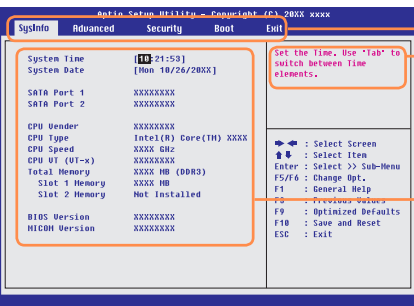 Aptio Setup Utility - Copyright (C) 20XX xxxx
SysInfo Advanced Security Boot Exit
System Time [10:21:53]
System Date [Mon 10/26/20XX]
SATA Port 1 XXXXXXXX
SATA Port 2 XXXXXXXX
CPU Vender XXXXXXXX
CPU Type Intel(R) Core(TM) XXXX
CPU Speed XXXX GHz
CPU VT (VT-x) XXXXXXXX
Total Memory XXXX MB (DDR3)
Slot 1 Memory XXXX MB
Slot 2 Memory Not Installed
BIOS Version XXXXXXXX
MICOM Version XXXXXXXX
Set the Time. Use "Tab" to
switch between Time
elements.
: Select Screen
: Select Item
Enter : Select >> Sub-Menu
F5/F6 : Change Opt.
F1 : General Help
: Previous Values
F9 : Optimized Defaults
F10 : Save and Reset
ESC : Exit